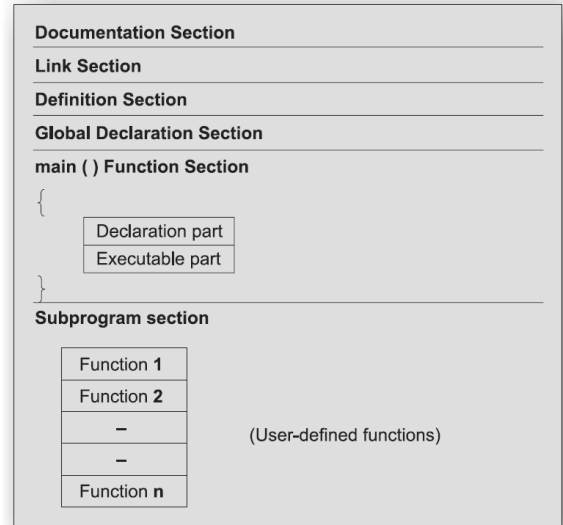 Documentation Section
Link Section
Definition Section
Global Declaration Section
main ( ) Function Section
{
Declaration part
Executable part
}
Subprogram section
Function 1
Function 2
–
–
(User-defined functions)
Function n